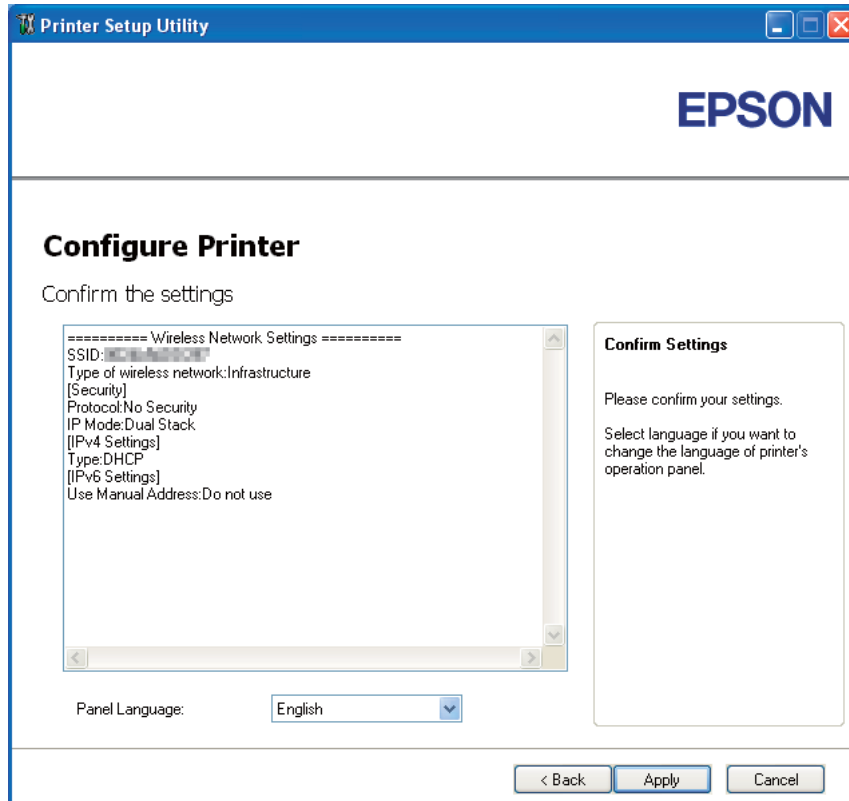 Printer Setup Utility
EPSON
Configure Printer
Confirm the settings
========== Wireless Network Settings ==========
SSID:
Type of wireless network:Infrastructure
[Security]
Protocol:No Security
IP Mode:Dual Stack
[IPv4 Settings]
Type:DHCP
[IPv6 Settings]
Use Manual Address:Do not use
Confirm Settings
Please confirm your settings.
Select language if you want to
change the language of printer's
operation panel.
Panel Language:
English
< Back
Apply
Cancel